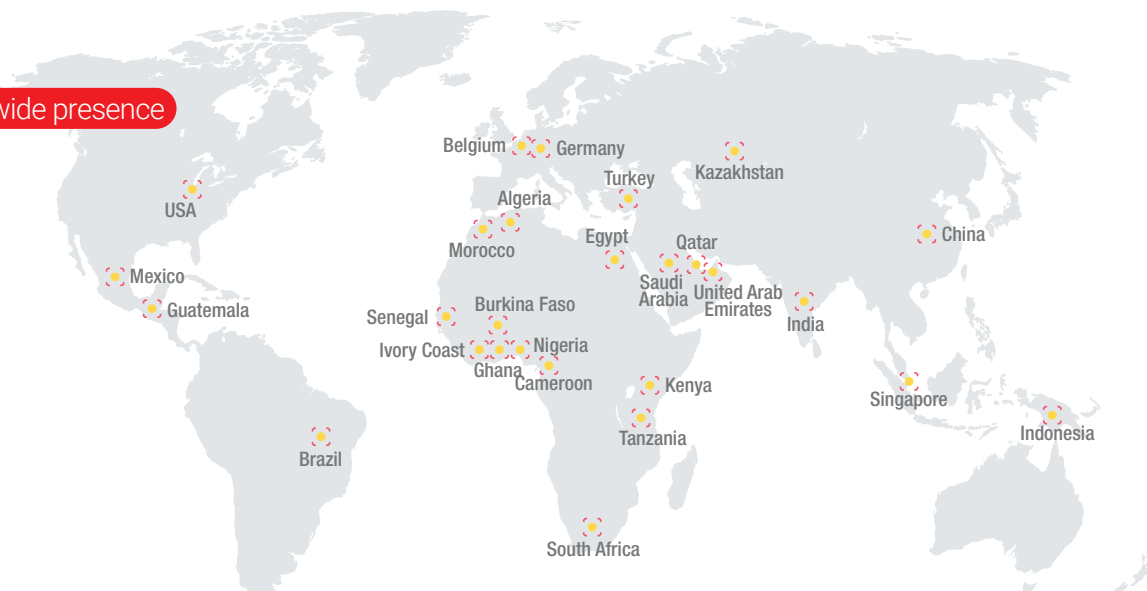 wide presence
Belgium
Germany
Kazakhstan
Turkey
USA
Algeria
Morocco
Egypt
Qatar
China
Mexico
Saudi
Arabia
United Arab
Emirates
Guatemala
Senegal
Burkina Faso
India
Ivory Coast
Ghana
Nigeria
Cameroon
Kenya
Singapore
Tanzania
Indonesia
Brazil
South Africa